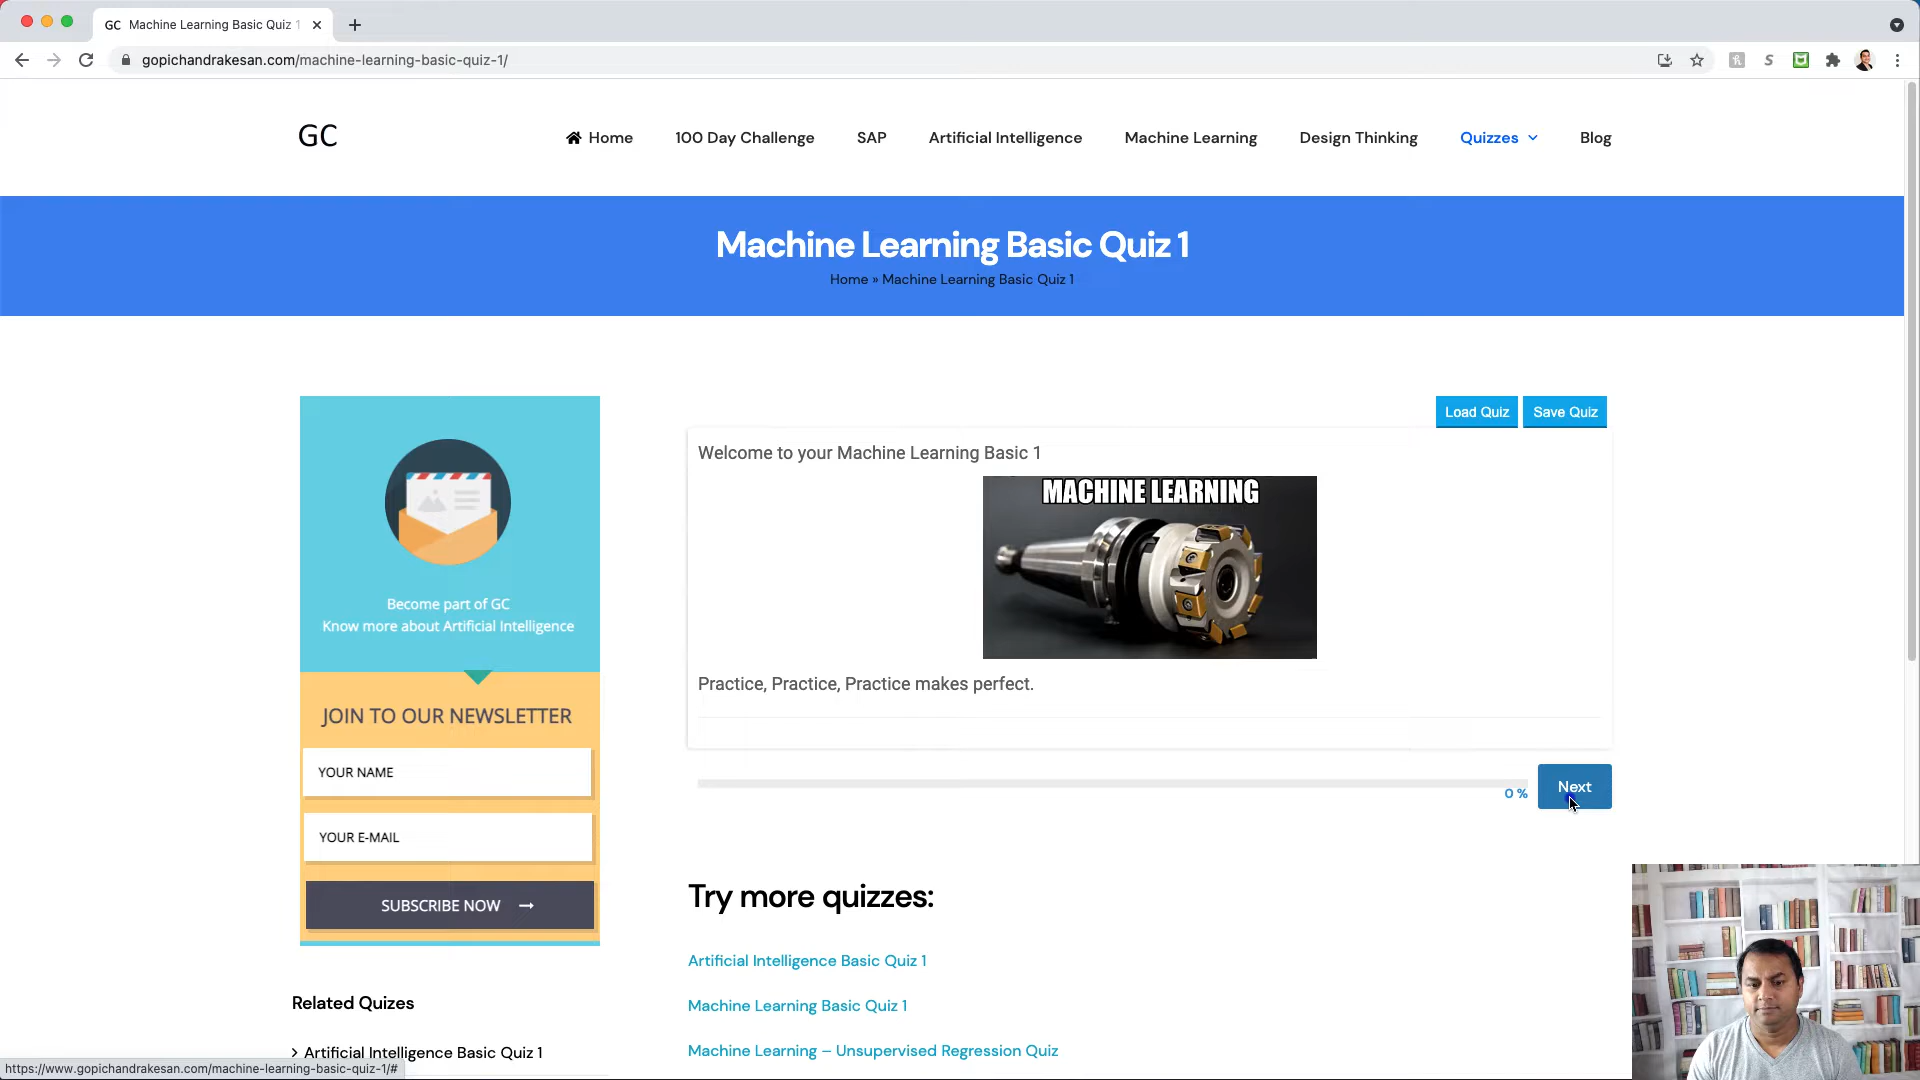 GC Machine Learning Basic Quiz 1
gopichandrakesan.com/machine-learning-basic-quiz-1/
GC
Home
100 Day Challenge
SAP
Artificial Intelligence
Machine Learning
Design Thinking
Quizzes
Blog
Machine Learning Basic Quiz 1
Home » Machine Learning Basic Quiz 1
Become part of GC
Know more about Artificial Intelligence
JOIN TO OUR NEWSLETTER
YOUR NAME
YOUR E-MAIL
SUBSCRIBE NOW
Related Quizes
Artificial Intelligence Basic Quiz 1
Load Quiz
Save Quiz
Welcome to your Machine Learning Basic 1
MACHINE LEARNING
Practice, Practice, Practice makes perfect.
0 %
Next
Try more quizzes:
Artificial Intelligence Basic Quiz 1
Machine Learning Basic Quiz 1
Machine Learning – Unsupervised Regression Quiz
https://www.gopichandrakesan.com/machine-learning-basic-quiz-1/#